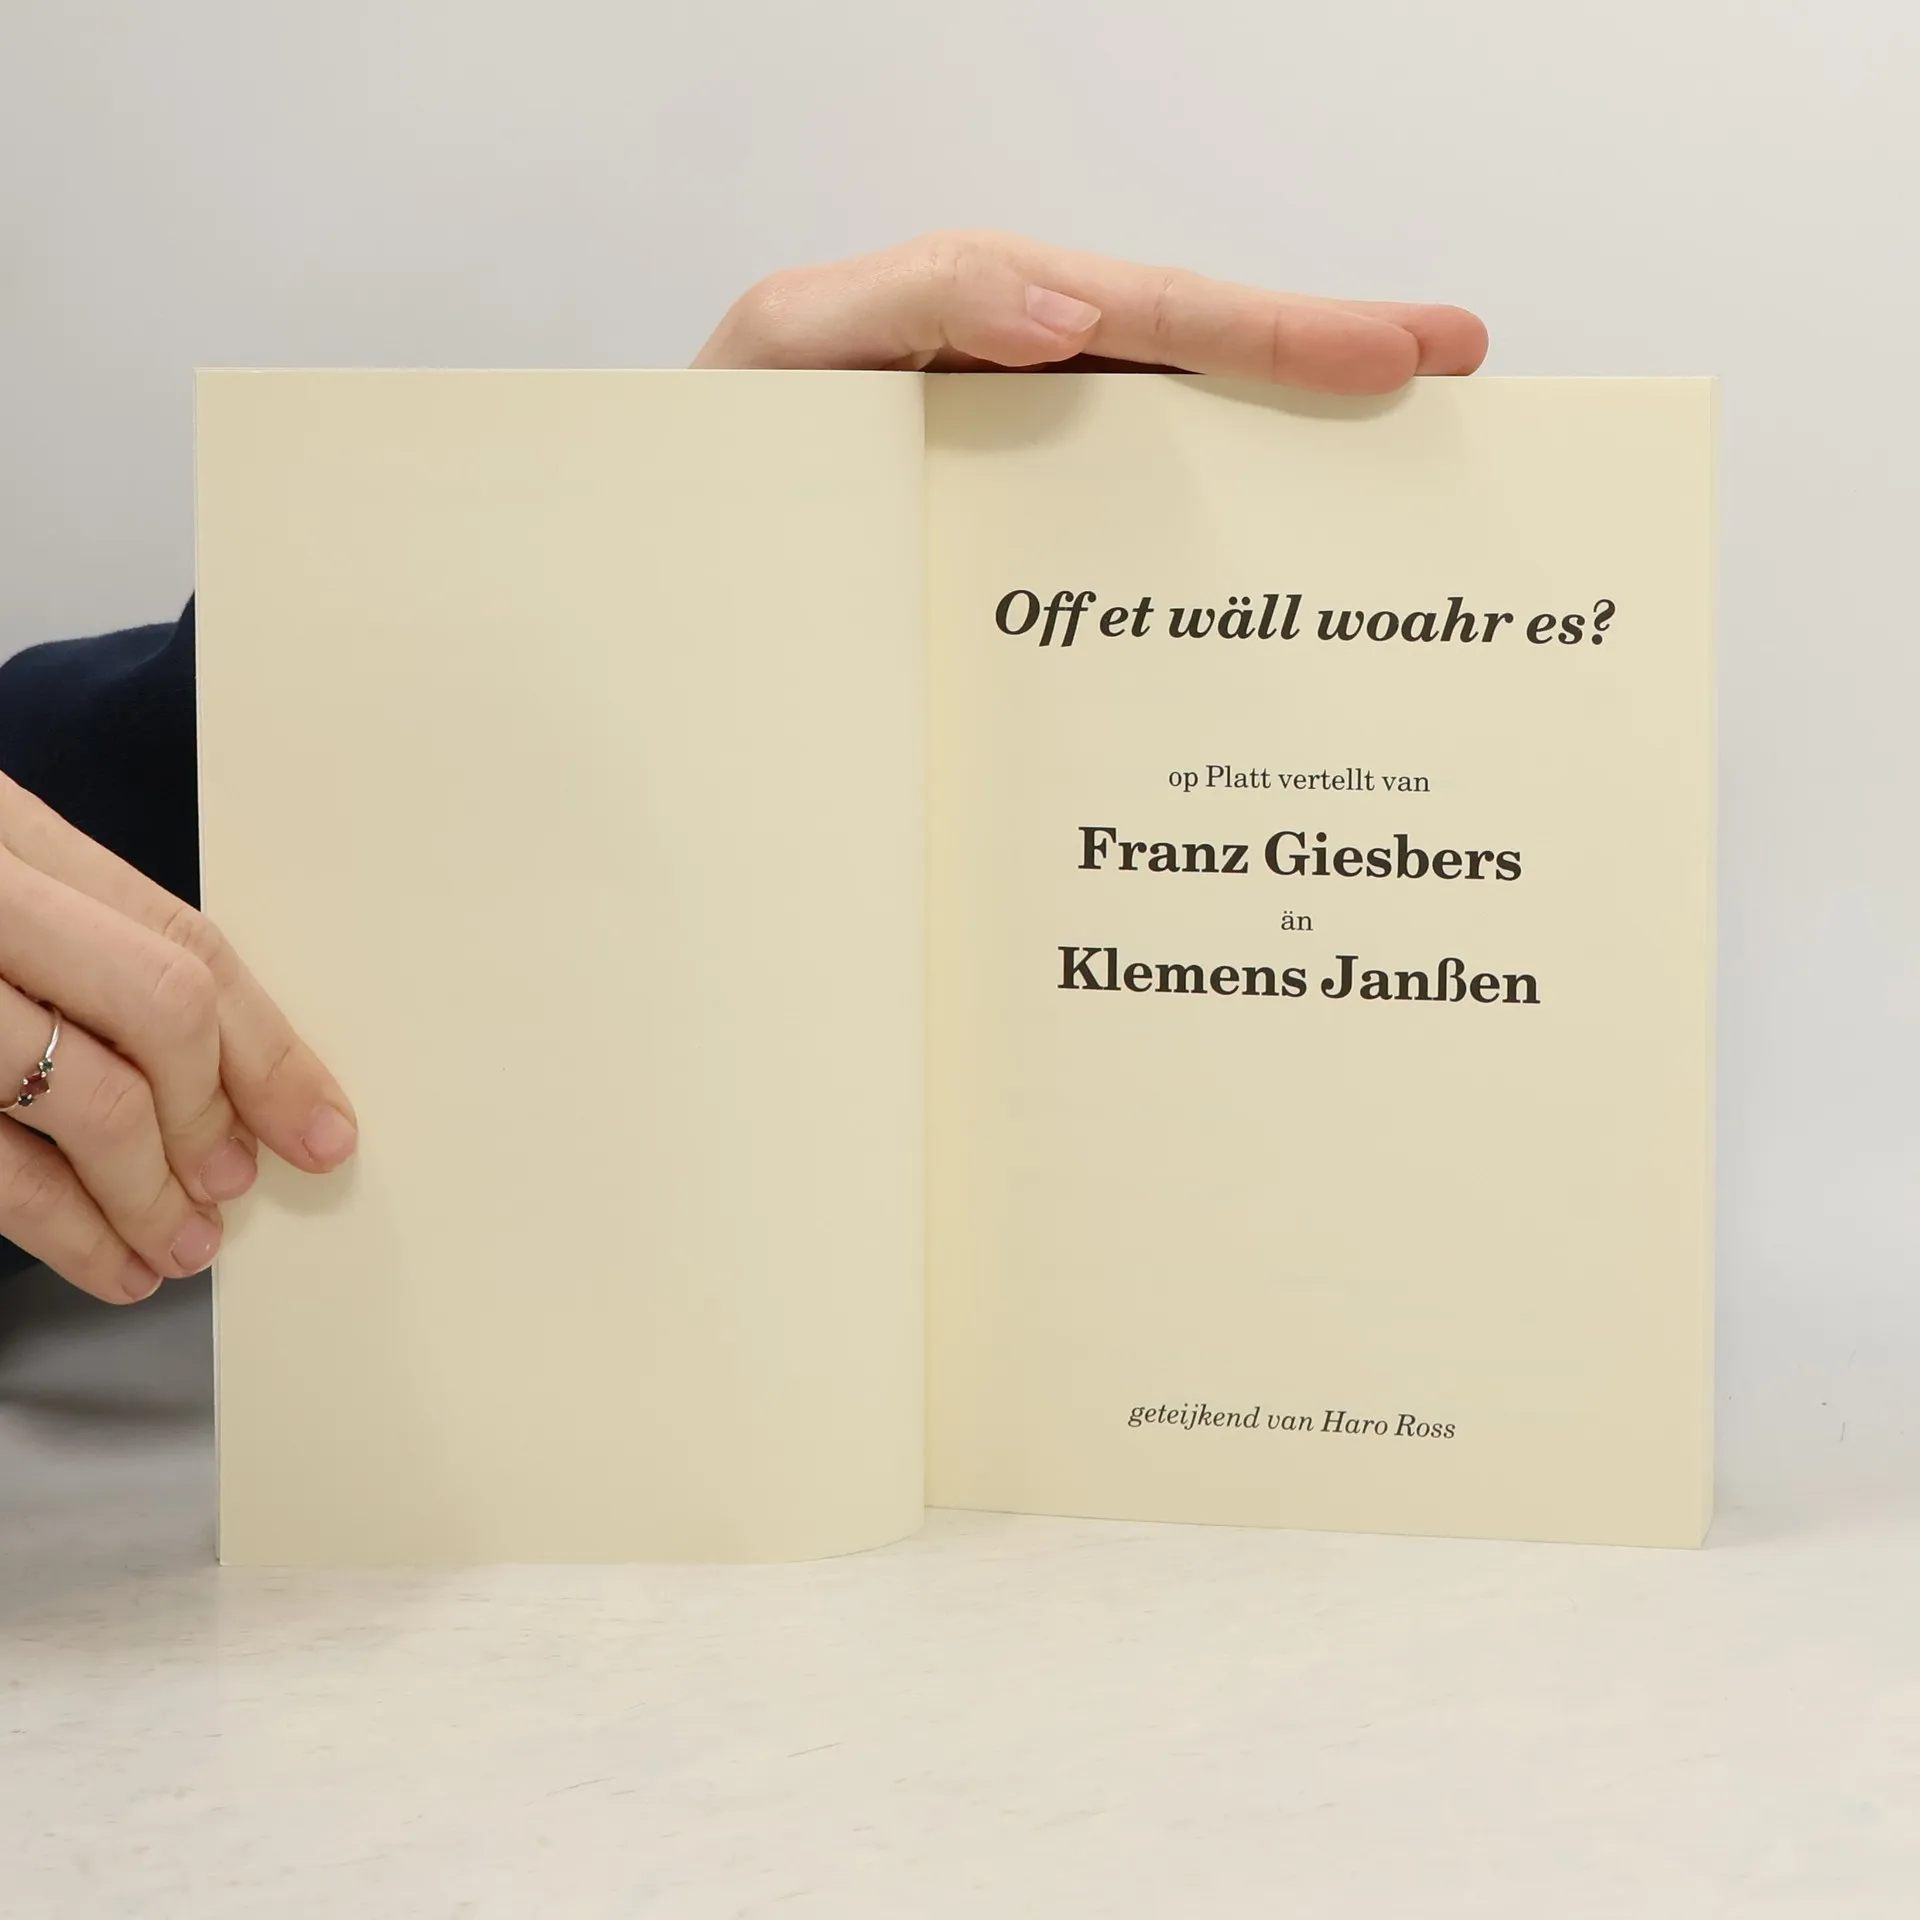 Off et wäll woahr es?
op Platt vertellt van
Franz Giesbers
än
Klemens Janßen
geteijkend van Haro Ross